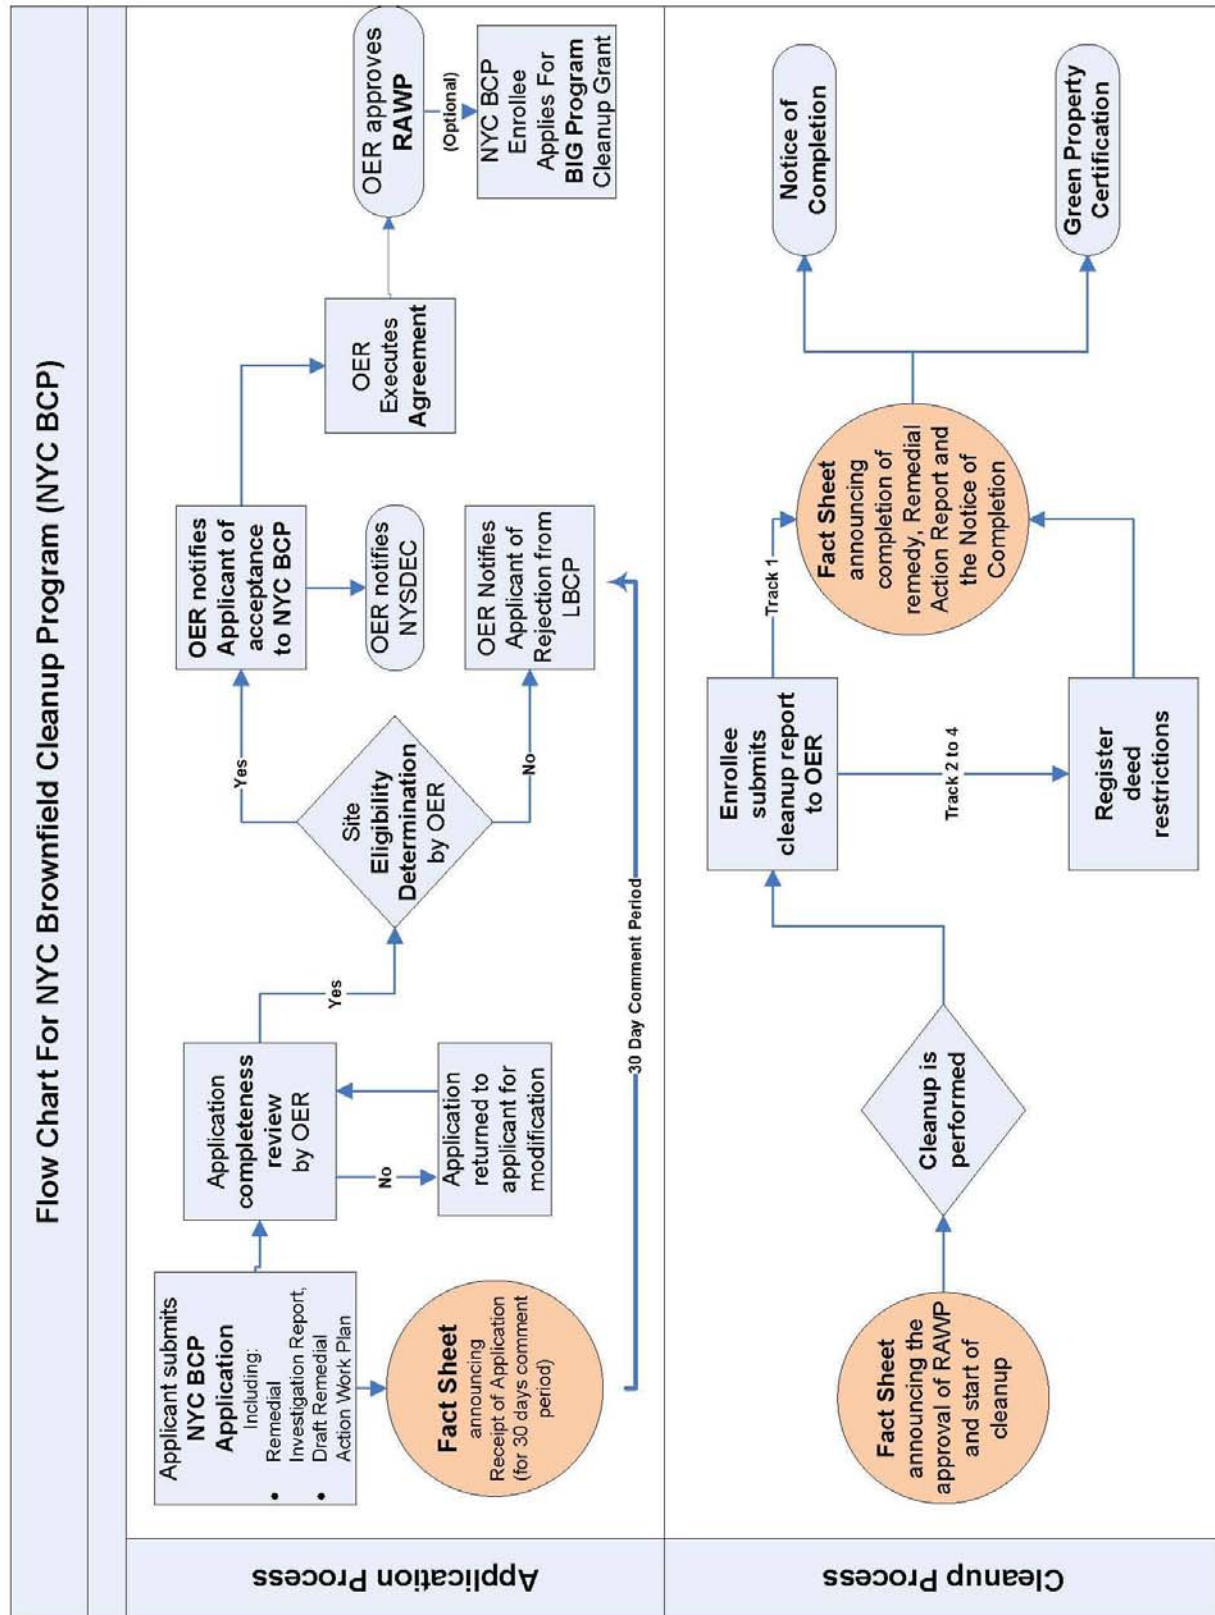 Flow Chart For NYC Brownfield Cleanup Program (NYC BCP)
Application Process
Applicant submits
NYC BCP
Application
Including:
• Remedial
Investigation Report,
• Draft Remedial
Action Work Plan
Fact Sheet
announcing
Receipt of Application
(for 30 days comment
period)
Application
completeness
review
by OER
No
Application
returned to
applicant for
modification
Yes
Site
Eligibility
Determination
by OER
Yes
No
OER notifies
Applicant of
acceptance
to NYC BCP
OER notifies
NYSDEC
OER Notifies
Applicant of
Rejection from
LBCP
30 Day Comment Period
OER
Executes
Agreement
OER approves
RAWP
(Optional)
NYC BCP
Enrollee
Applies For
BIG Program
Cleanup Grant
Cleanup Process
Fact Sheet
announcing the
approval of RAWP
and start of
cleanup
Cleanup is
performed
Enrollee
submits
cleanup report
to OER
Track 1
Track 2 to 4
Register
deed
restrictions
Fact Sheet
announcing
completion of
remedy, Remedial
Action Report and
the Notice of
Completion
Notice of
Completion
Green Property
Certification